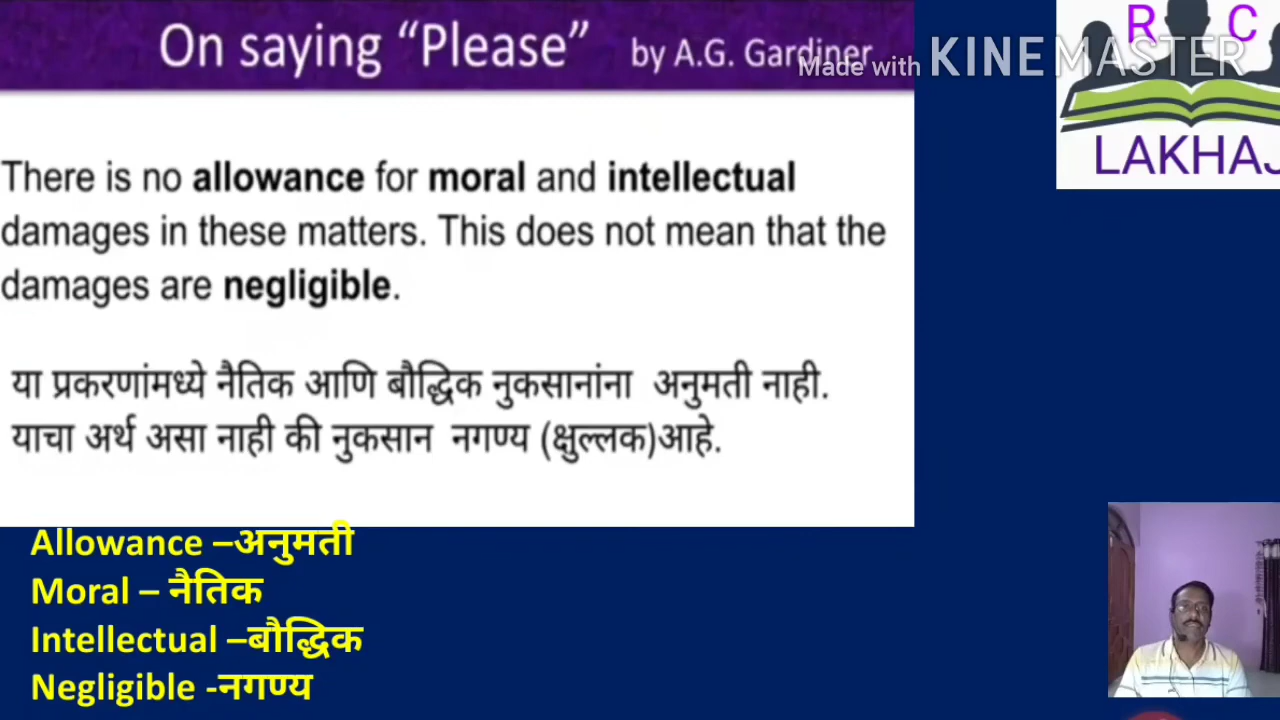 On saying “Please” by A.G. Gardiner
Made with KINEMASTER
R C
LAKHAJ
There is no allowance for moral and intellectual
damages in these matters. This does not mean that the
damages are negligible.
या प्रकरणांमध्ये नैतिक आणि बौद्धिक नुकसानांना अनुमती नाही.
याचा अर्थ असा नाही की नुकसान नगण्य (क्षुल्लक)आहे.
Allowance –अनुमती
Moral – नैतिक
Intellectual –बौद्धिक
Negligible -नगण्य